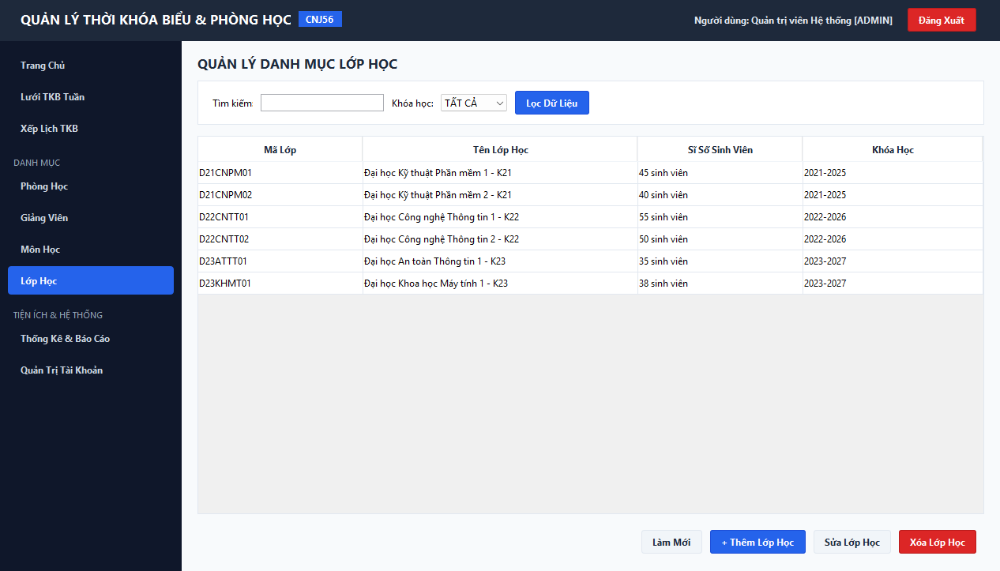 QUẢN LÝ THỜI KHÓA BIỂU & PHÒNG HỌC CNJ56 Người dùng: Quản trị viên Hệ thống [ADMIN] Đăng Xuất
Trang Chủ
Lưới TKB Tuần
Xếp Lịch TKB
DANH MỤC
Phòng Học
Giảng Viên
Môn Học
Lớp Học
TIỆN ÍCH & HỆ THỐNG
Thống Kê & Báo Cáo
Quản Trị Tài Khoản
QUẢN LÝ DANH MỤC LỚP HỌC
Tìm kiếm: Khóa học: TẤT CẢ Lọc Dữ Liệu
Mã Lớp Tên Lớp Học Sĩ Số Sinh Viên Khóa Học
D21CNPM01 Đại học Kỹ thuật Phần mềm 1 - K21 45 sinh viên 2021-2025
D21CNPM02 Đại học Kỹ thuật Phần mềm 2 - K21 40 sinh viên 2021-2025
D22CNTT01 Đại học Công nghệ Thông tin 1 - K22 55 sinh viên 2022-2026
D22CNTT02 Đại học Công nghệ Thông tin 2 - K22 50 sinh viên 2022-2026
D23ATTT01 Đại học An toàn Thông tin 1 - K23 35 sinh viên 2023-2027
D23KHMT01 Đại học Khoa học Máy tính 1 - K23 38 sinh viên 2023-2027
Làm Mới + Thêm Lớp Học Sửa Lớp Học Xóa Lớp Học